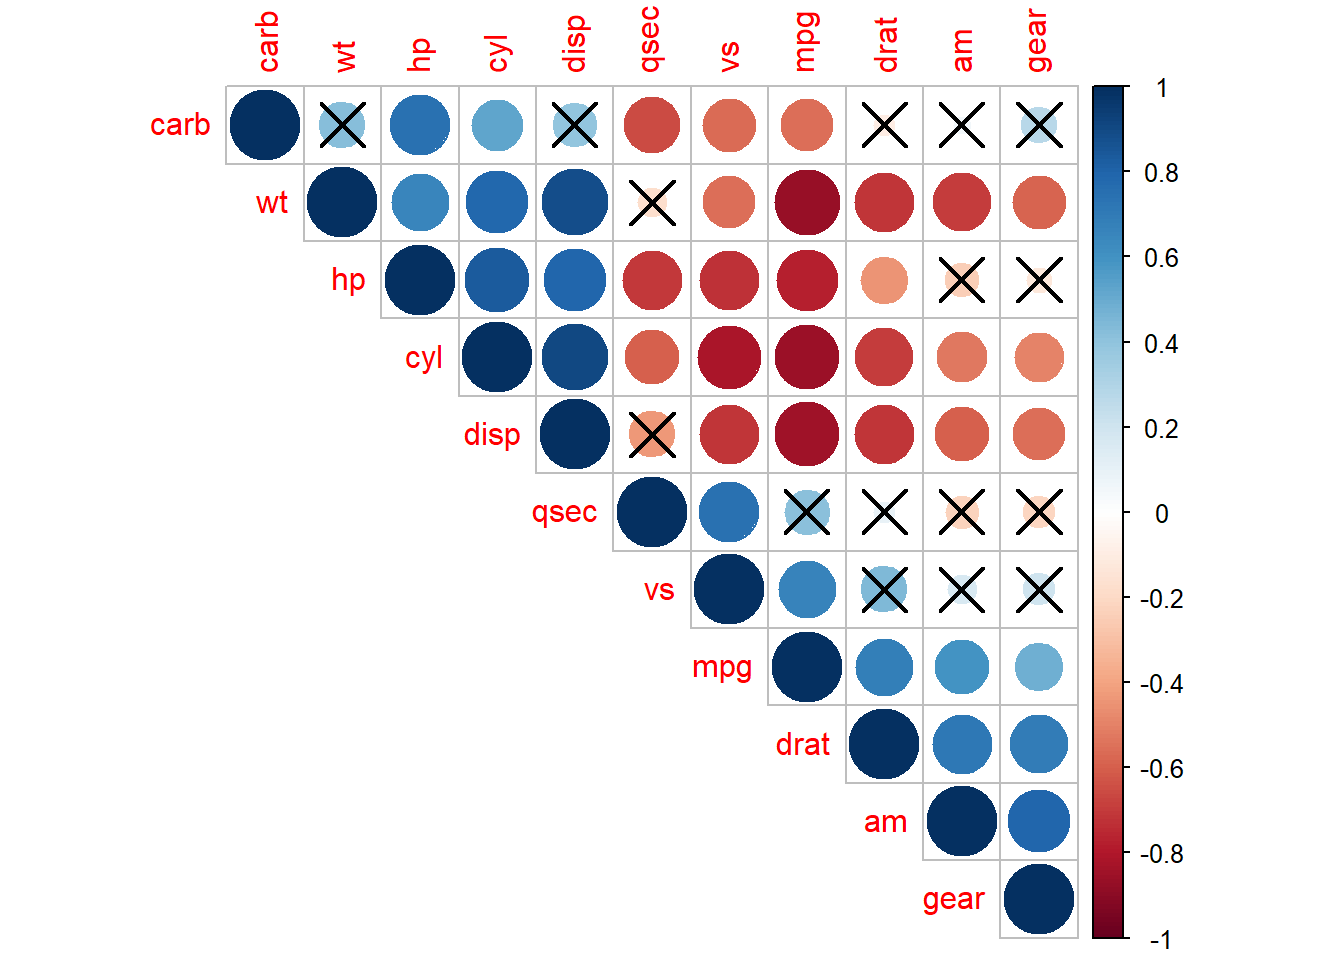 carb wt hp cyl disp qsec vs mpg drat am gear
carb
wt
hp
cyl
disp
qsec
vs
mpg
drat
am
gear
1
0.8
0.6
0.4
0.2
0
-0.2
-0.4
-0.6
-0.8
-1